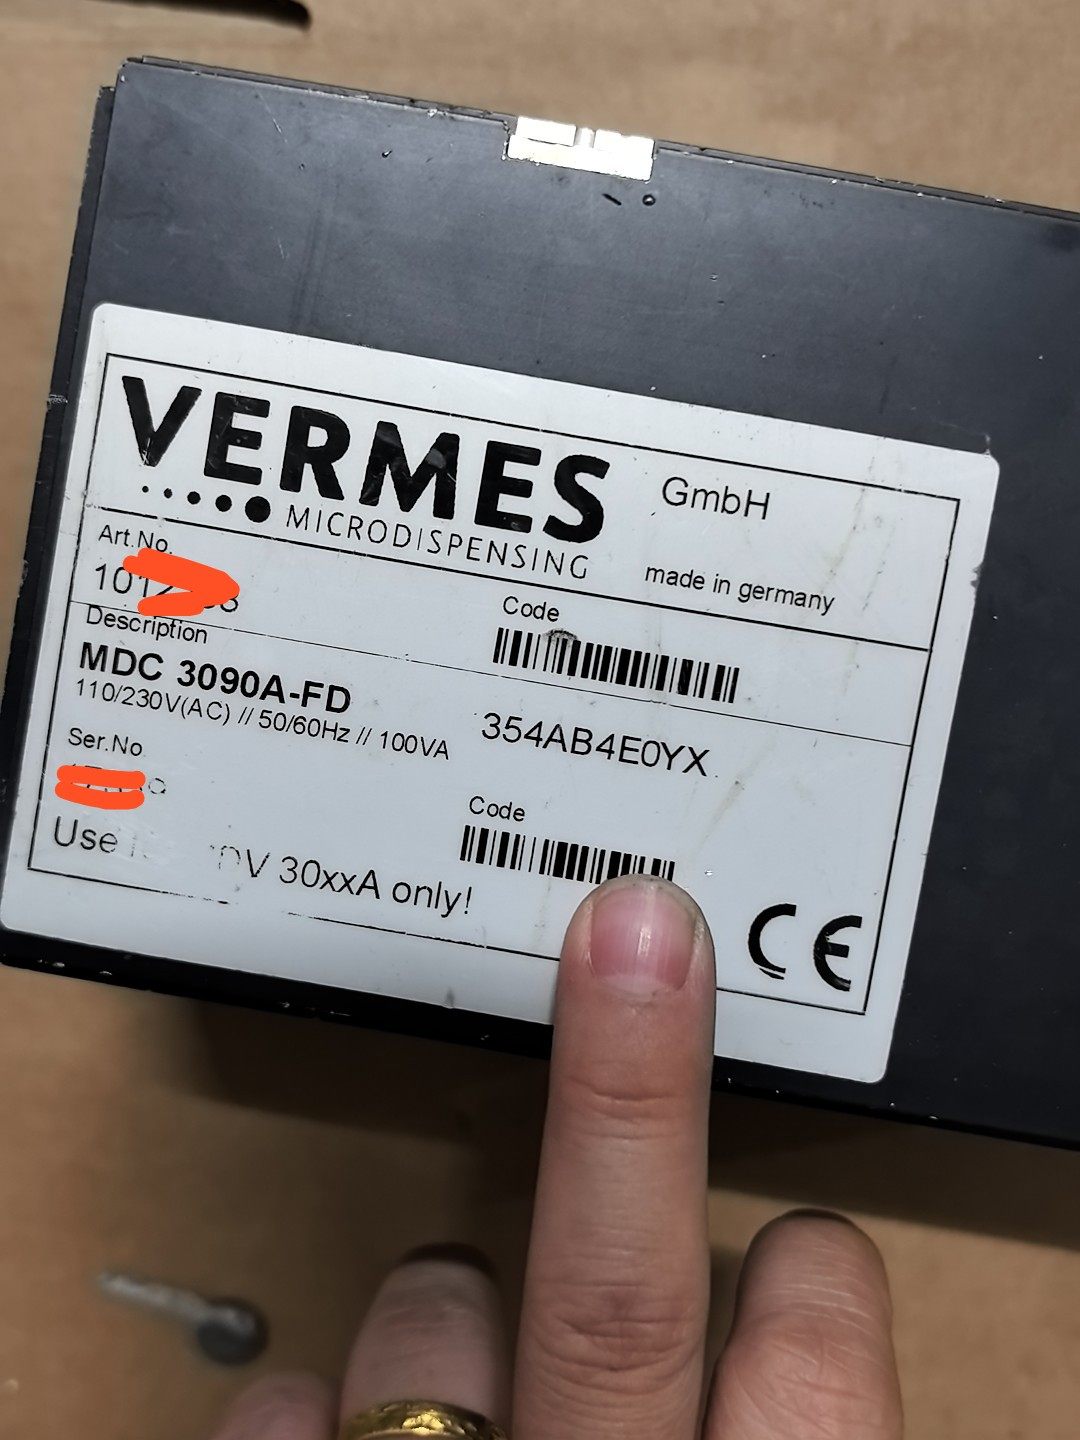 VERMES
GmbH
MICRODISPENSING
made in germany
Art.No.
Code
Description
MDC 3090A-FD
110/230V(AC) // 50/60Hz // 100VA
354AB4E0YX
Ser.No
Code
Use
30xxA only!
CE